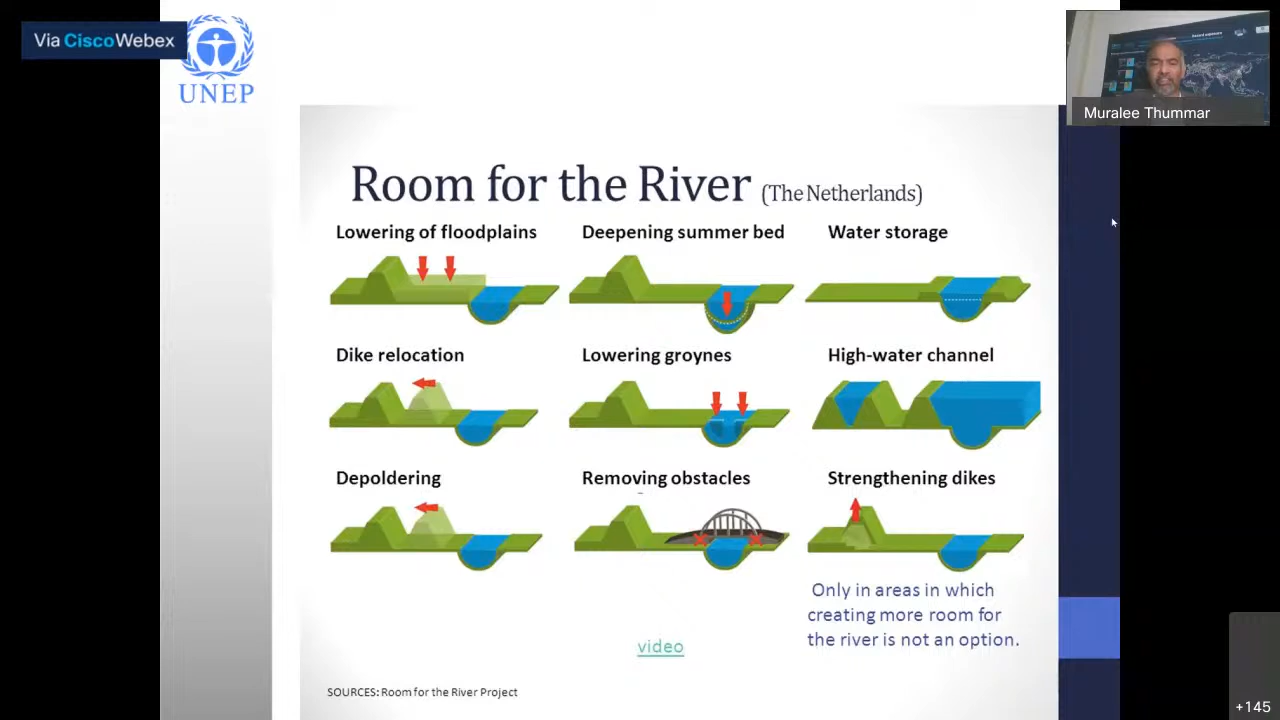 Via CiscoWebex
UNEP
Muralee Thummar
Room for the River (The Netherlands)
Lowering of floodplains
Deepening summer bed
Water storage
Dike relocation
Lowering groynes
High-water channel
Depoldering
Removing obstacles
Strengthening dikes
Only in areas in which
creating more room for
the river is not an option.
video
SOURCES: Room for the River Project
+145